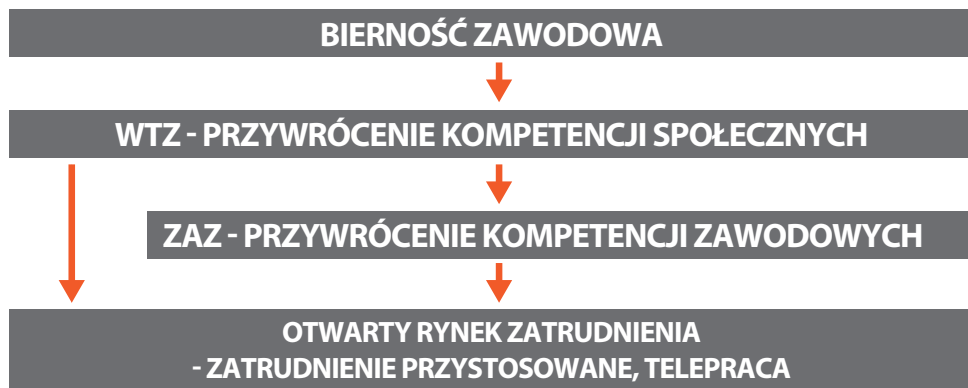 BIERNOŚĆ ZAWODOWA
WTZ - PRZYWRÓCENIE KOMPETENCJI SPOŁECZNYCH
ZAZ - PRZYWRÓCENIE KOMPETENCJI ZAWODOWYCH
OTWARTY RYNEK ZATRUDNIENIA
- ZATRUDNIENIE PRZYSTOSOWANE, TELEPRACA